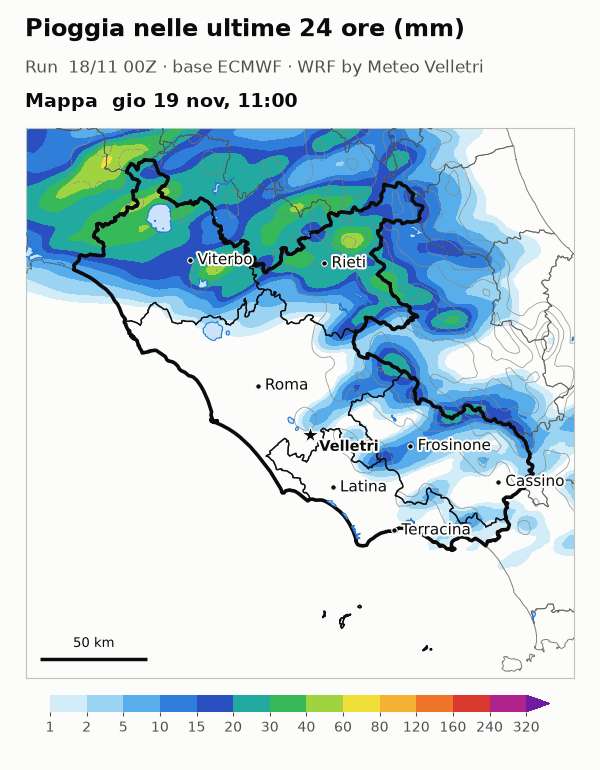 Pioggia nelle ultime 24 ore (mm)
Run  18/11 00Z · base ECMWF · WRF by Meteo Velletri
Mappa  gio 19 nov, 11:00
Viterbo
Rieti
Roma
Velletri
Frosinone
Latina
Cassino
Terracina
50 km
1 2 5 10 15 20 30 40 60 80 120 160 240 320